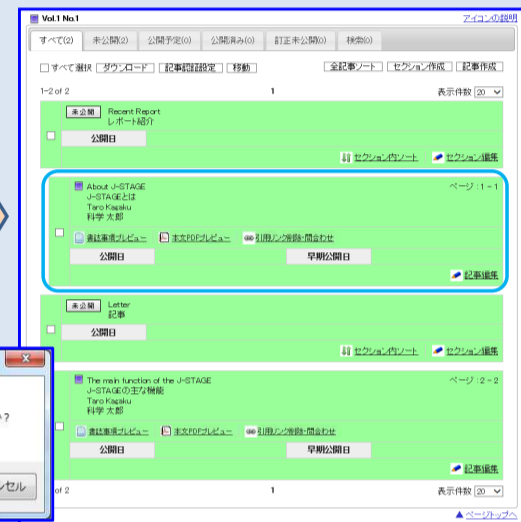 Vol.1 No.1 アイコンの説明
すべて(2) 未公開(2) 公開予定(0) 公開済み(0) 訂正未公開(0) 検索(0)
すべて選択 ダウンロード 記事認証設定 移動 全記事ソート セクション作成 記事作成
1-2 of 2 1 表示件数 20
未公開 Recent Report
レポート紹介
公開日
セクション内ソート セクション編集
About J-STAGE ページ : 1 - 1
J-STAGEとは
Taro Kagaku
科学 太郎
書誌事項プレビュー 本文PDFプレビュー 引用リンク削除・問合わせ
公開日 早期公開日
記事編集
未公開 Letter
記事
公開日
セクション内ソート セクション編集
The main function of the J-STAGE ページ : 2 - 2
J-STAGEの主な機能
Taro Kagaku
科学 太郎
か?
書誌事項プレビュー 本文PDFプレビュー 引用リンク削除・問合わせ
公開日 早期公開日
記事編集
ンセル
of 2 1 表示件数 20
ページトップへ